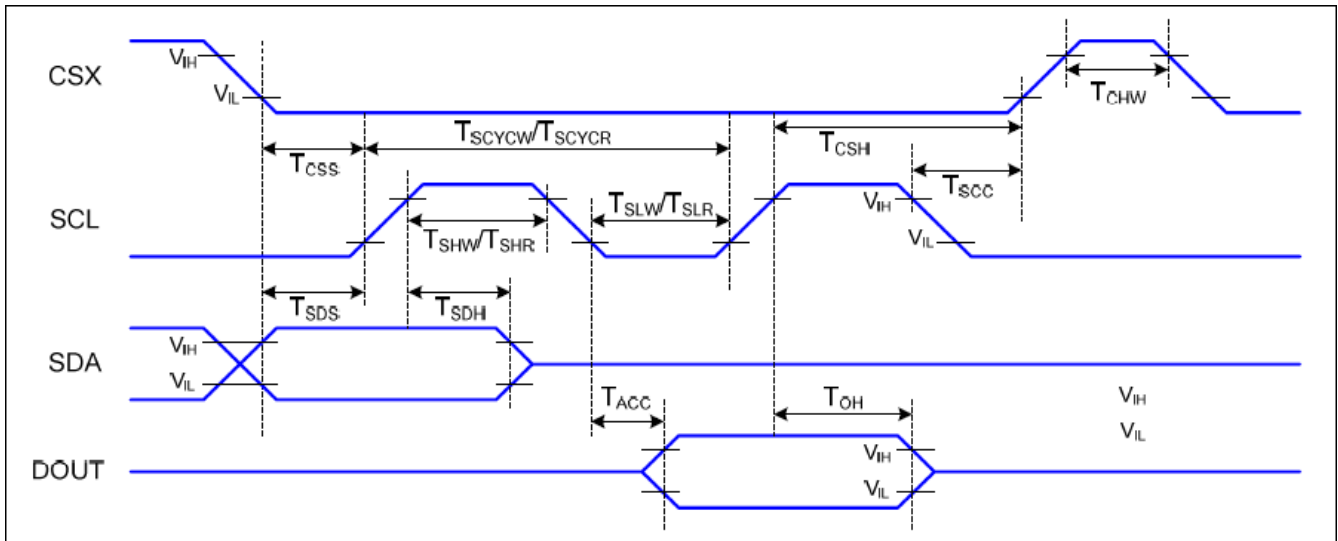 CSX
VIH
VIL
TCHW
TSCYCW/TSCYCR
TCSH
TCSS
TSCC
SCL
TSLW/TSLR
VIH
TSHW/TSHR
VIL
TSDS
TSDH
SDA
VIH
VIL
TACC
TOH
VIH
VIL
DOUT
VIH
VIL